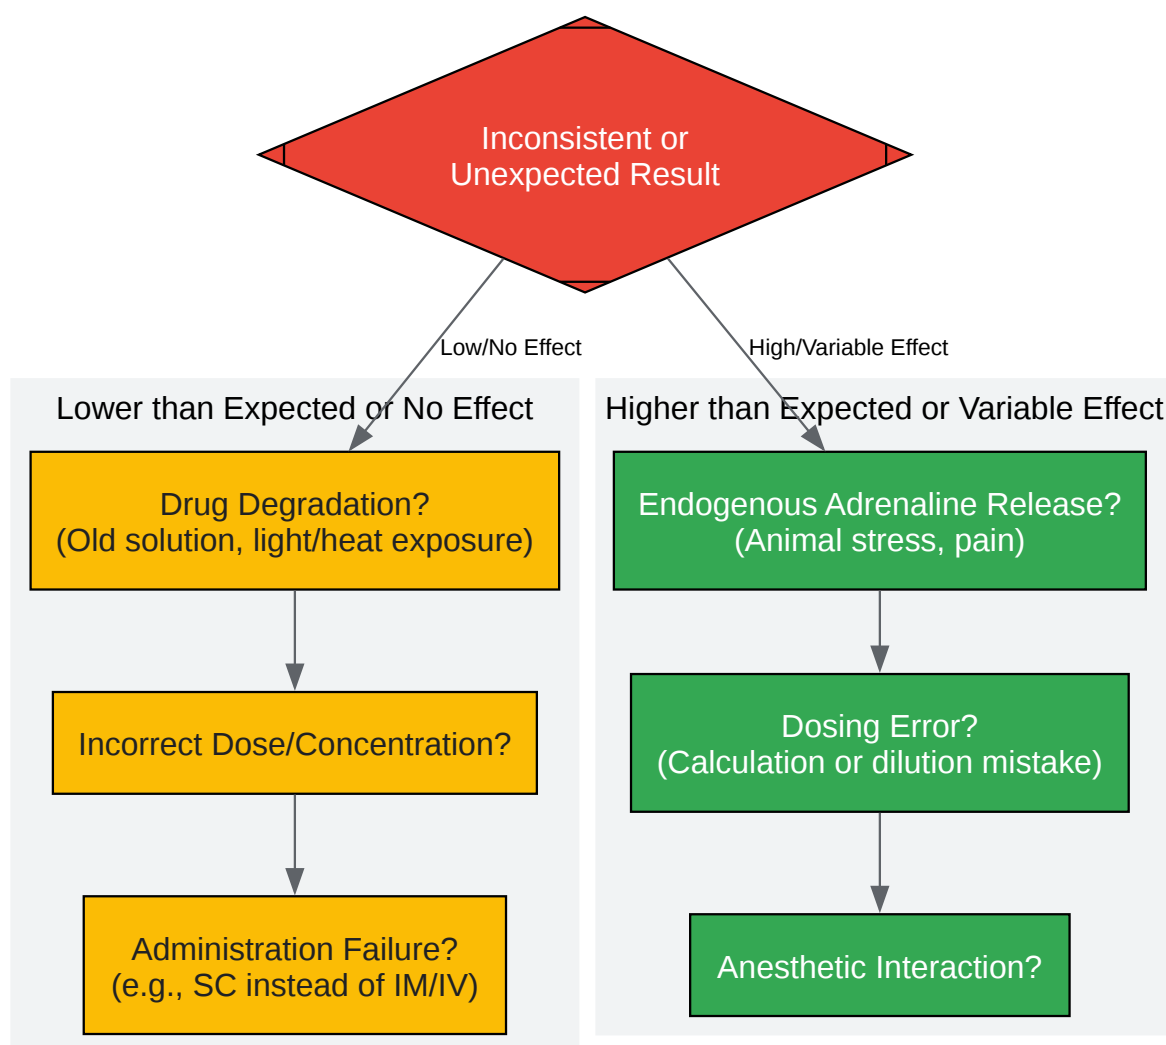 Inconsistent or
Unexpected Result
Low/No Effect
High/Variable Effect
Lower than Expected or No Effect
Drug Degradation?
(Old solution, light/heat exposure)
Incorrect Dose/Concentration?
Administration Failure?
(e.g., SC instead of IM/IV)
Higher than Expected or Variable Effect
Endogenous Adrenaline Release?
(Animal stress, pain)
Dosing Error?
(Calculation or dilution mistake)
Anesthetic Interaction?